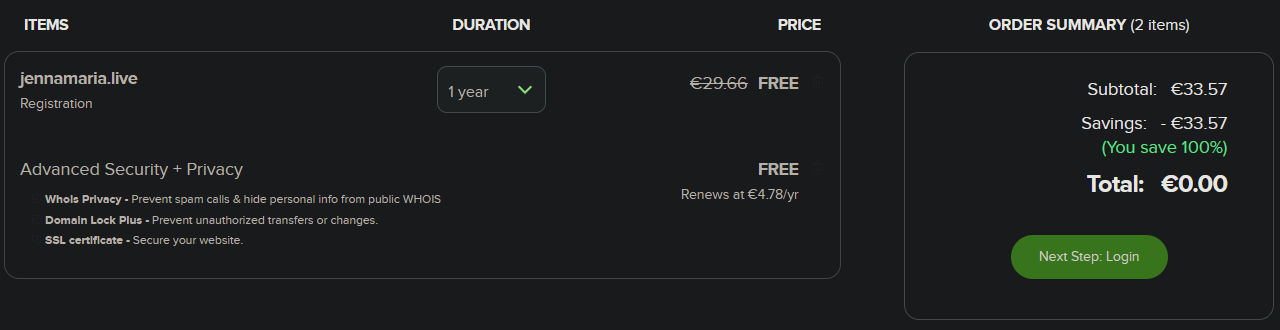 ITEMS DURATION PRICE
jennamaria.live 1 year €29.66 FREE
Registration
Advanced Security + Privacy FREE
Renews at €4.78/yr
WhoIs Privacy - Prevent spam calls & hide personal info from public WHOIS
Domain Lock Plus - Prevent unauthorized transfers or changes.
SSL certificate - Secure your website.
ORDER SUMMARY (2 items)
Subtotal: €33.57
Savings: - €33.57
(You save 100%)
Total: €0.00
Next Step: Login